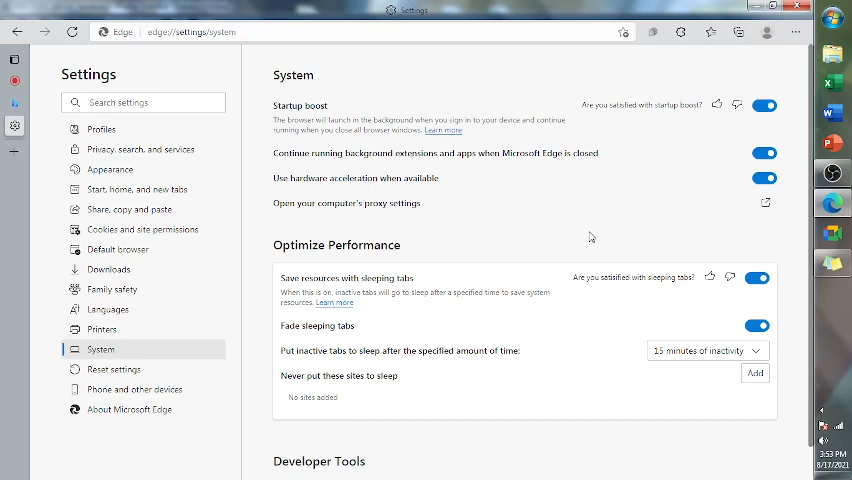 Settings
Edge
edge://settings/system
Settings
Search settings
Profiles
Privacy, search, and services
Appearance
Start, home, and new tabs
Share, copy and paste
Cookies and site permissions
Default browser
Downloads
Family safety
Languages
Printers
System
Reset settings
Phone and other devices
About Microsoft Edge
System
Startup boost
Are you satisfied with startup boost?
The browser will launch in the background when you sign in to your device and continue
running when you close all browser windows. Learn more
Continue running background extensions and apps when Microsoft Edge is closed
Use hardware acceleration when available
Open your computer's proxy settings
Optimize Performance
Save resources with sleeping tabs
Are you satisified with sleeping tabs?
When this is on, inactive tabs will go to sleep after a specified time to save system
resources. Learn more
Fade sleeping tabs
Put inactive tabs to sleep after the specified amount of time:
15 minutes of inactivity
Never put these sites to sleep
Add
No sites added
Developer Tools
3:53 PM
8/17/2021